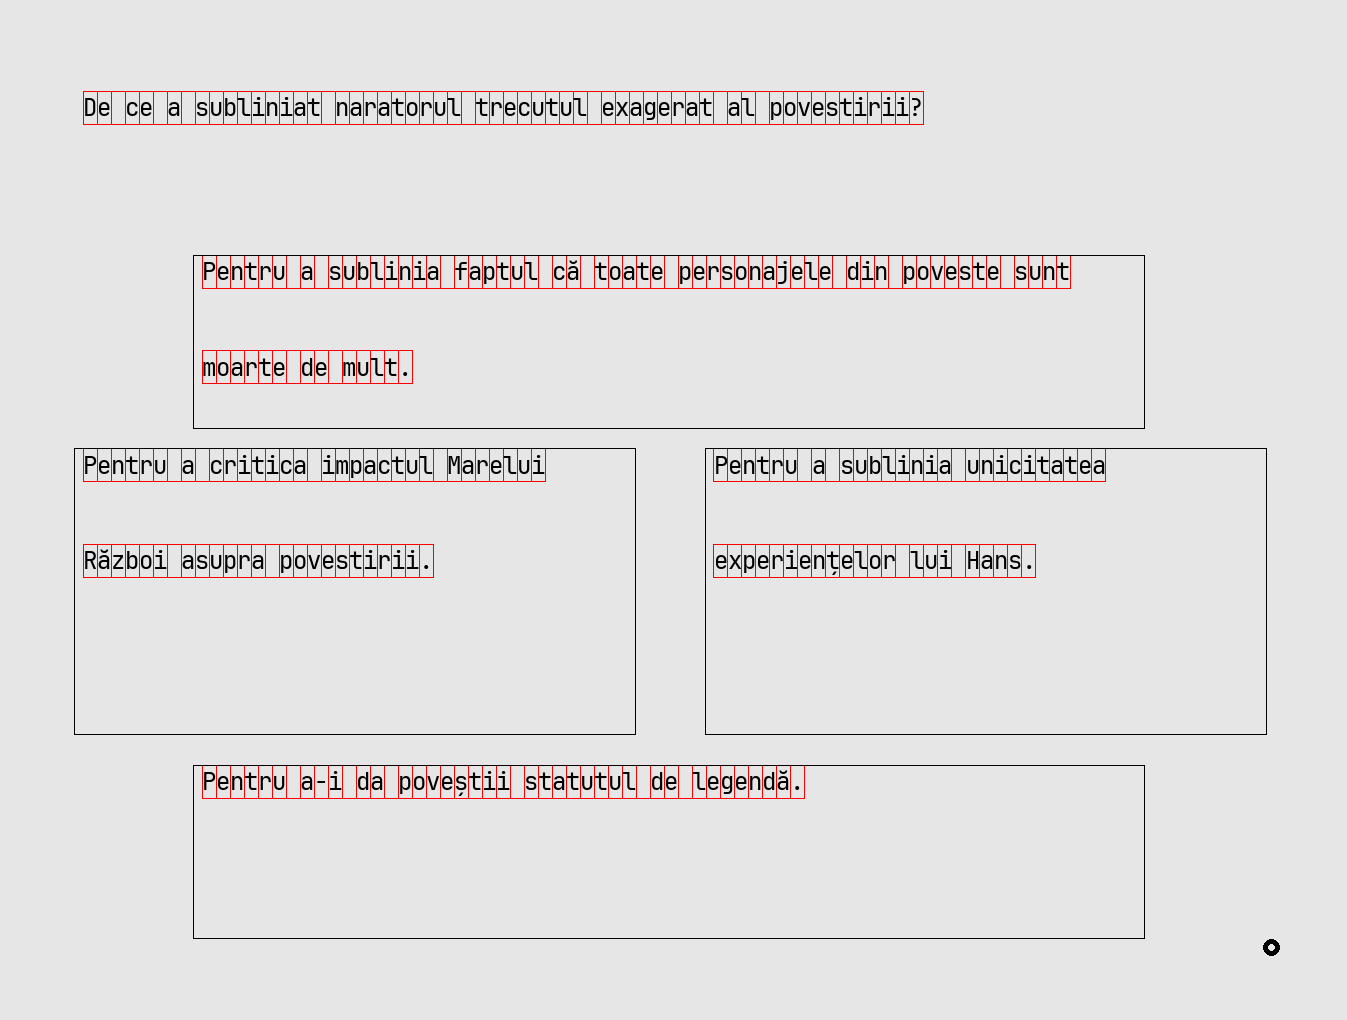 De ce a subliniat naratorul trecutul exagerat al povestirii?
Pentru a sublinia faptul că toate personajele din poveste sunt
moarte de mult.
Pentru a critica impactul Marelui
Război asupra povestirii.
Pentru a sublinia unicitatea
experiențelor lui Hans.
Pentru a-i da poveștii statutul de legendă.